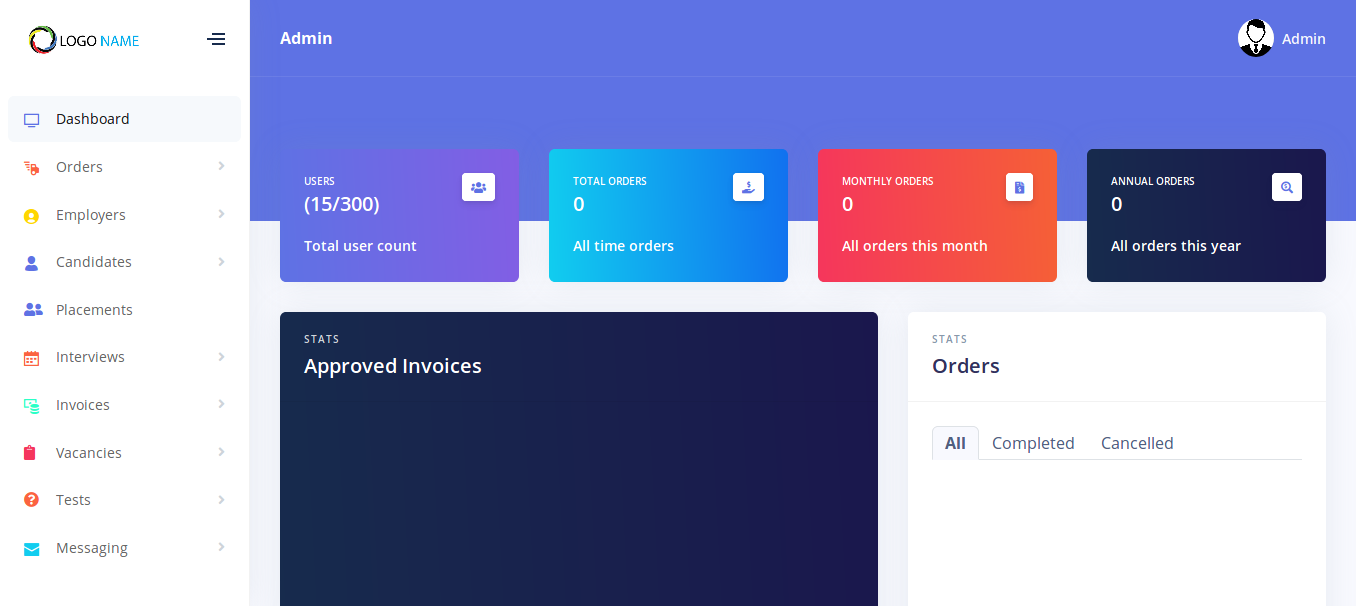 LOGO NAME
Admin
Admin
Dashboard
Orders
Employers
Candidates
Placements
Interviews
Invoices
Vacancies
Tests
Messaging
USERS
(15/300)
Total user count
TOTAL ORDERS
0
All time orders
MONTHLY ORDERS
0
All orders this month
ANNUAL ORDERS
0
All orders this year
STATS
Approved Invoices
STATS
Orders
All Completed Cancelled